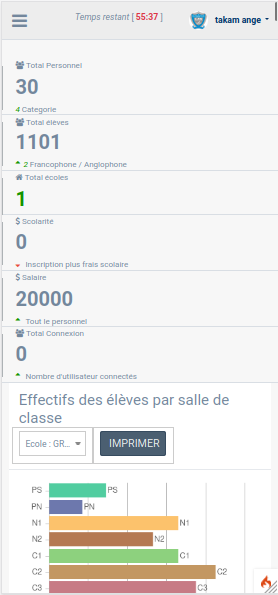 Temps restant [ 55:37 ]
takam ange
Total Personnel
30
4 Categorie
Total élèves
1101
2 Francophone / Anglophone
Total écoles
1
$ Scolarité
0
Inscription plus frais scolaire
$ Salaire
20000
Tout le personnel
Total Connexion
0
Nombre d'utilisateur connectés
Effectifs des élèves par salle de
classe
Ecole : GR...
IMPRIMER
PS PS
PN PN
N1 N1
N2 N2
C1 C1
C2 C2
C3 C3